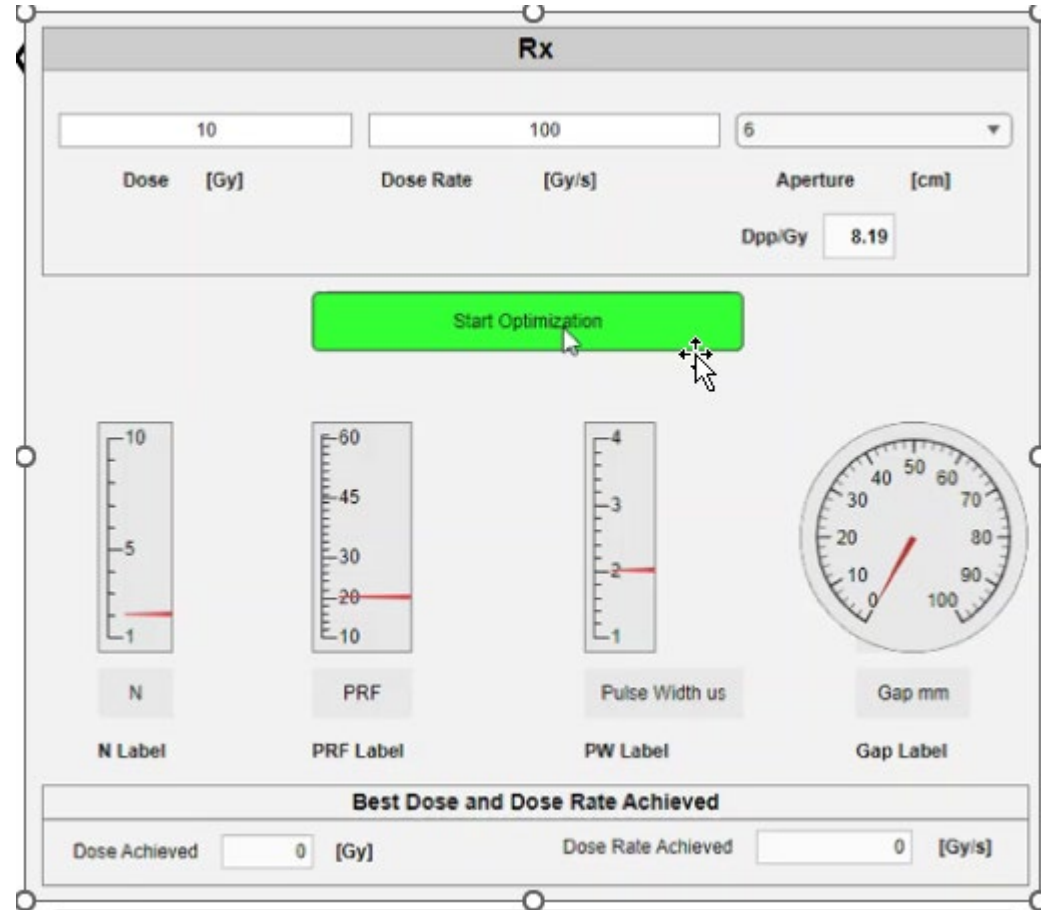 Rx
10 100 6
Dose [Gy] Dose Rate [Gy/s] Aperture [cm]
Dpp/Gy 8.19
Start Optimization
10 60 4 50
40 60
45 3 30 70
5 30 2 20 80
20 10 90
1 10 1 0 100
N PRF Pulse Width us Gap mm
N Label PRF Label PW Label Gap Label
Best Dose and Dose Rate Achieved
Dose Achieved 0 [Gy] Dose Rate Achieved 0 [Gy/s]